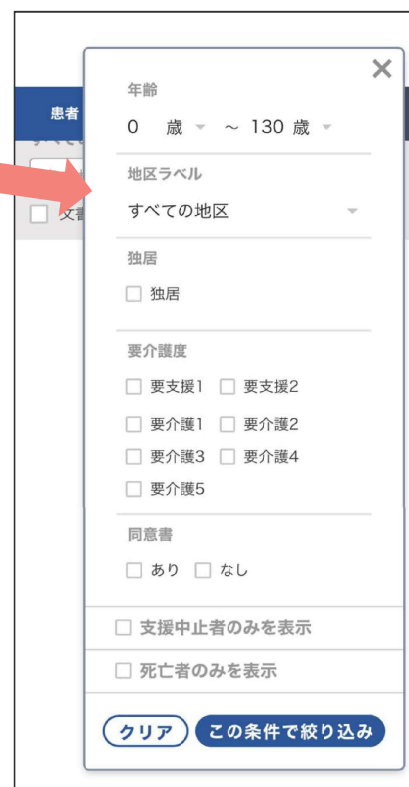 ×
年齢
患者
0 歳 ~ 130 歳
地区ラベル
すべての地区
文書
独居
独居
要介護度
要支援1 要支援2
要介護1 要介護2
要介護3 要介護4
要介護5
同意書
あり なし
支援中止者のみを表示
死亡者のみを表示
クリア この条件で絞り込み